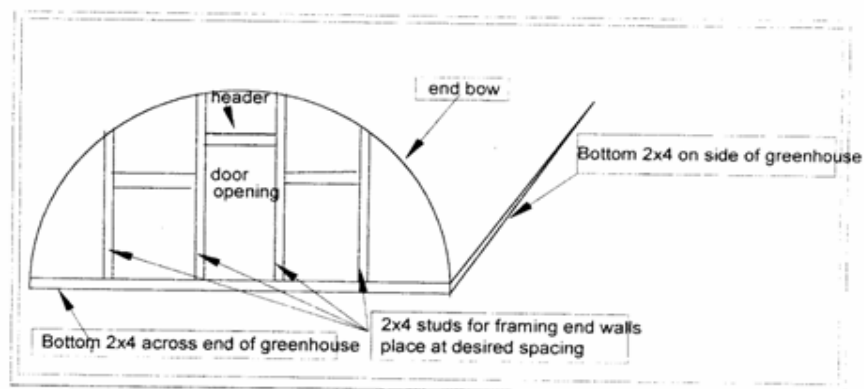 header
end bow
Bottom 2x4 on side of greenhouse
door
opening
Bottom 2x4 across end of greenhouse
2x4 studs for framing end walls
place at desired spacing